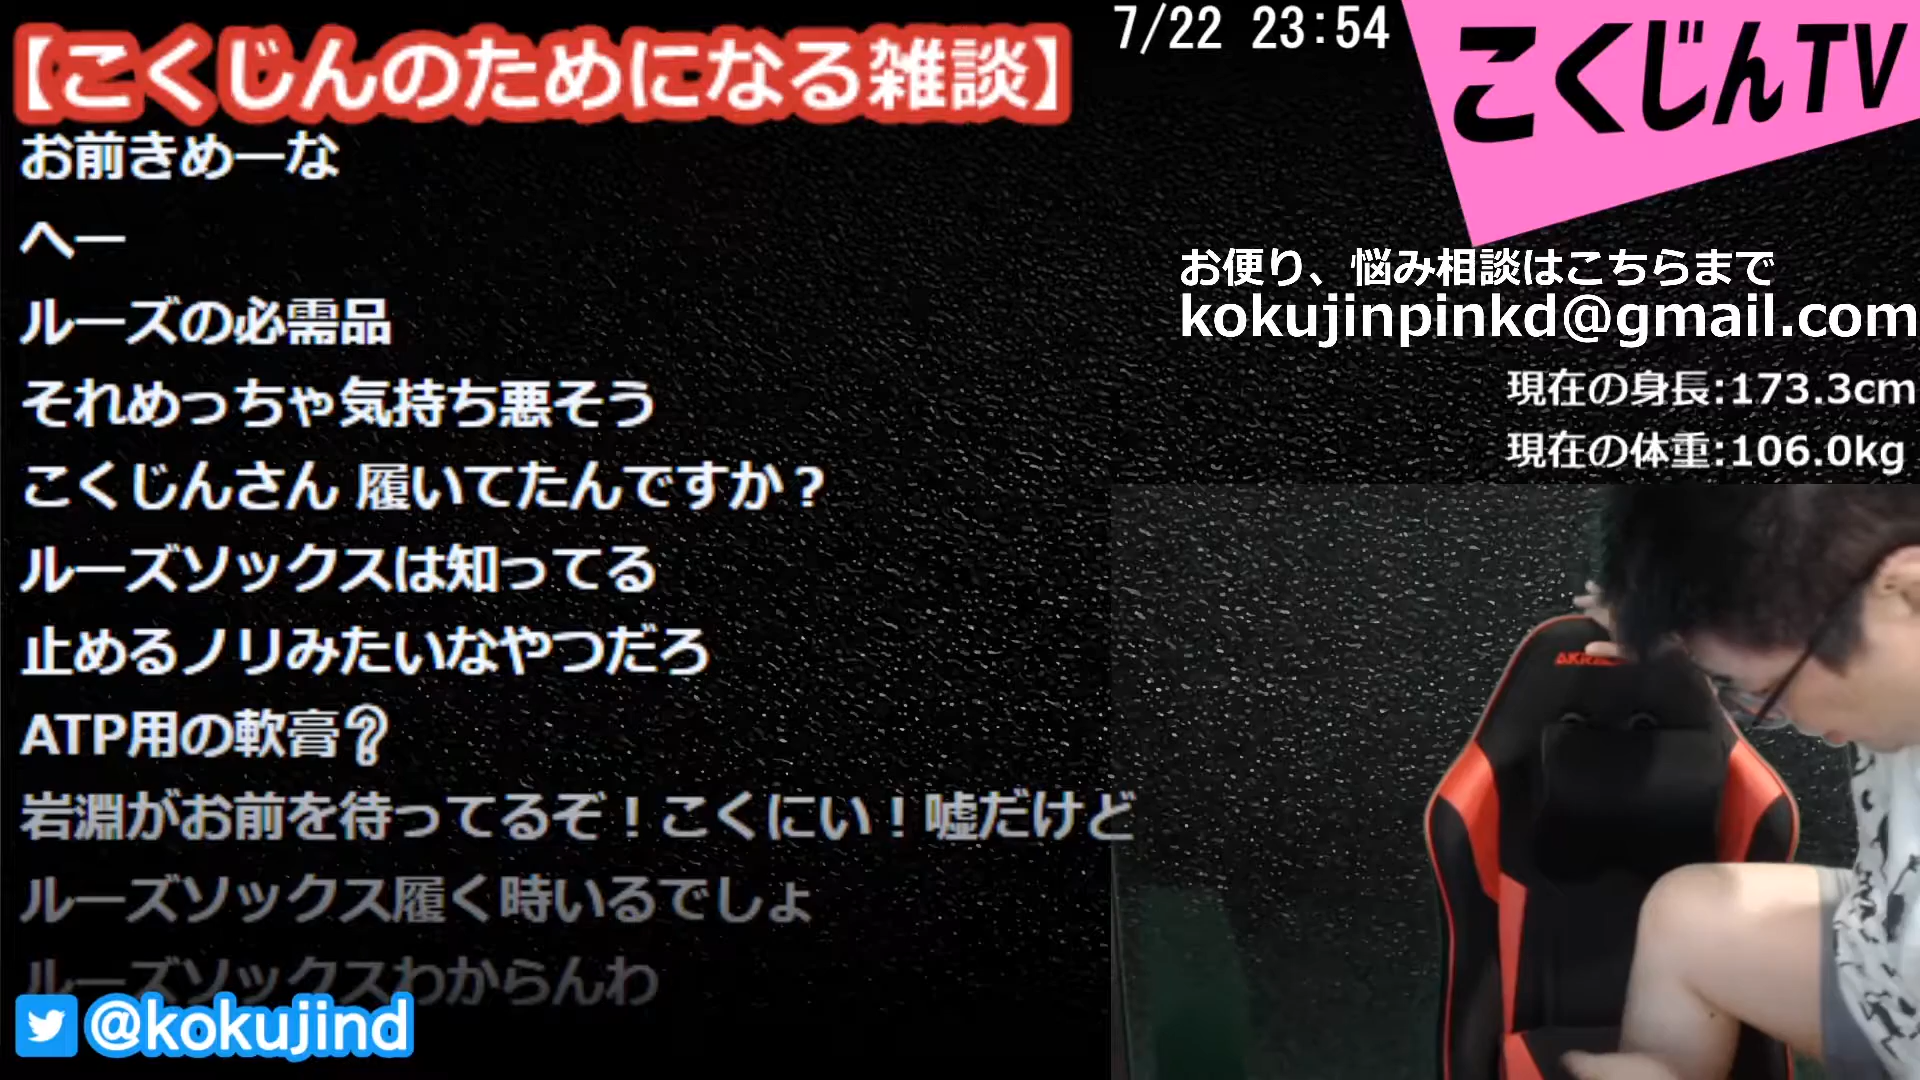 【こくじんのためになる雑談】
7/22 23:54
こくじんTV
お便り、悩み相談はこちらまで
kokujinpinkd@gmail.com
現在の身長:173.3cm
現在の体重:106.0kg
お前きめーな
へー
ルーズの必需品
それめっちゃ気持ち悪そう
こくじんさん 履いてたんですか？
ルーズソックスは知ってる
止めるノリみたいなやつだろ
ATP用の軟膏❔
岩淵がお前を待ってるぞ！こくにい！嘘だけど
ルーズソックス履く時いるでしょ
ルーズソックスわからんわ
@kokujind